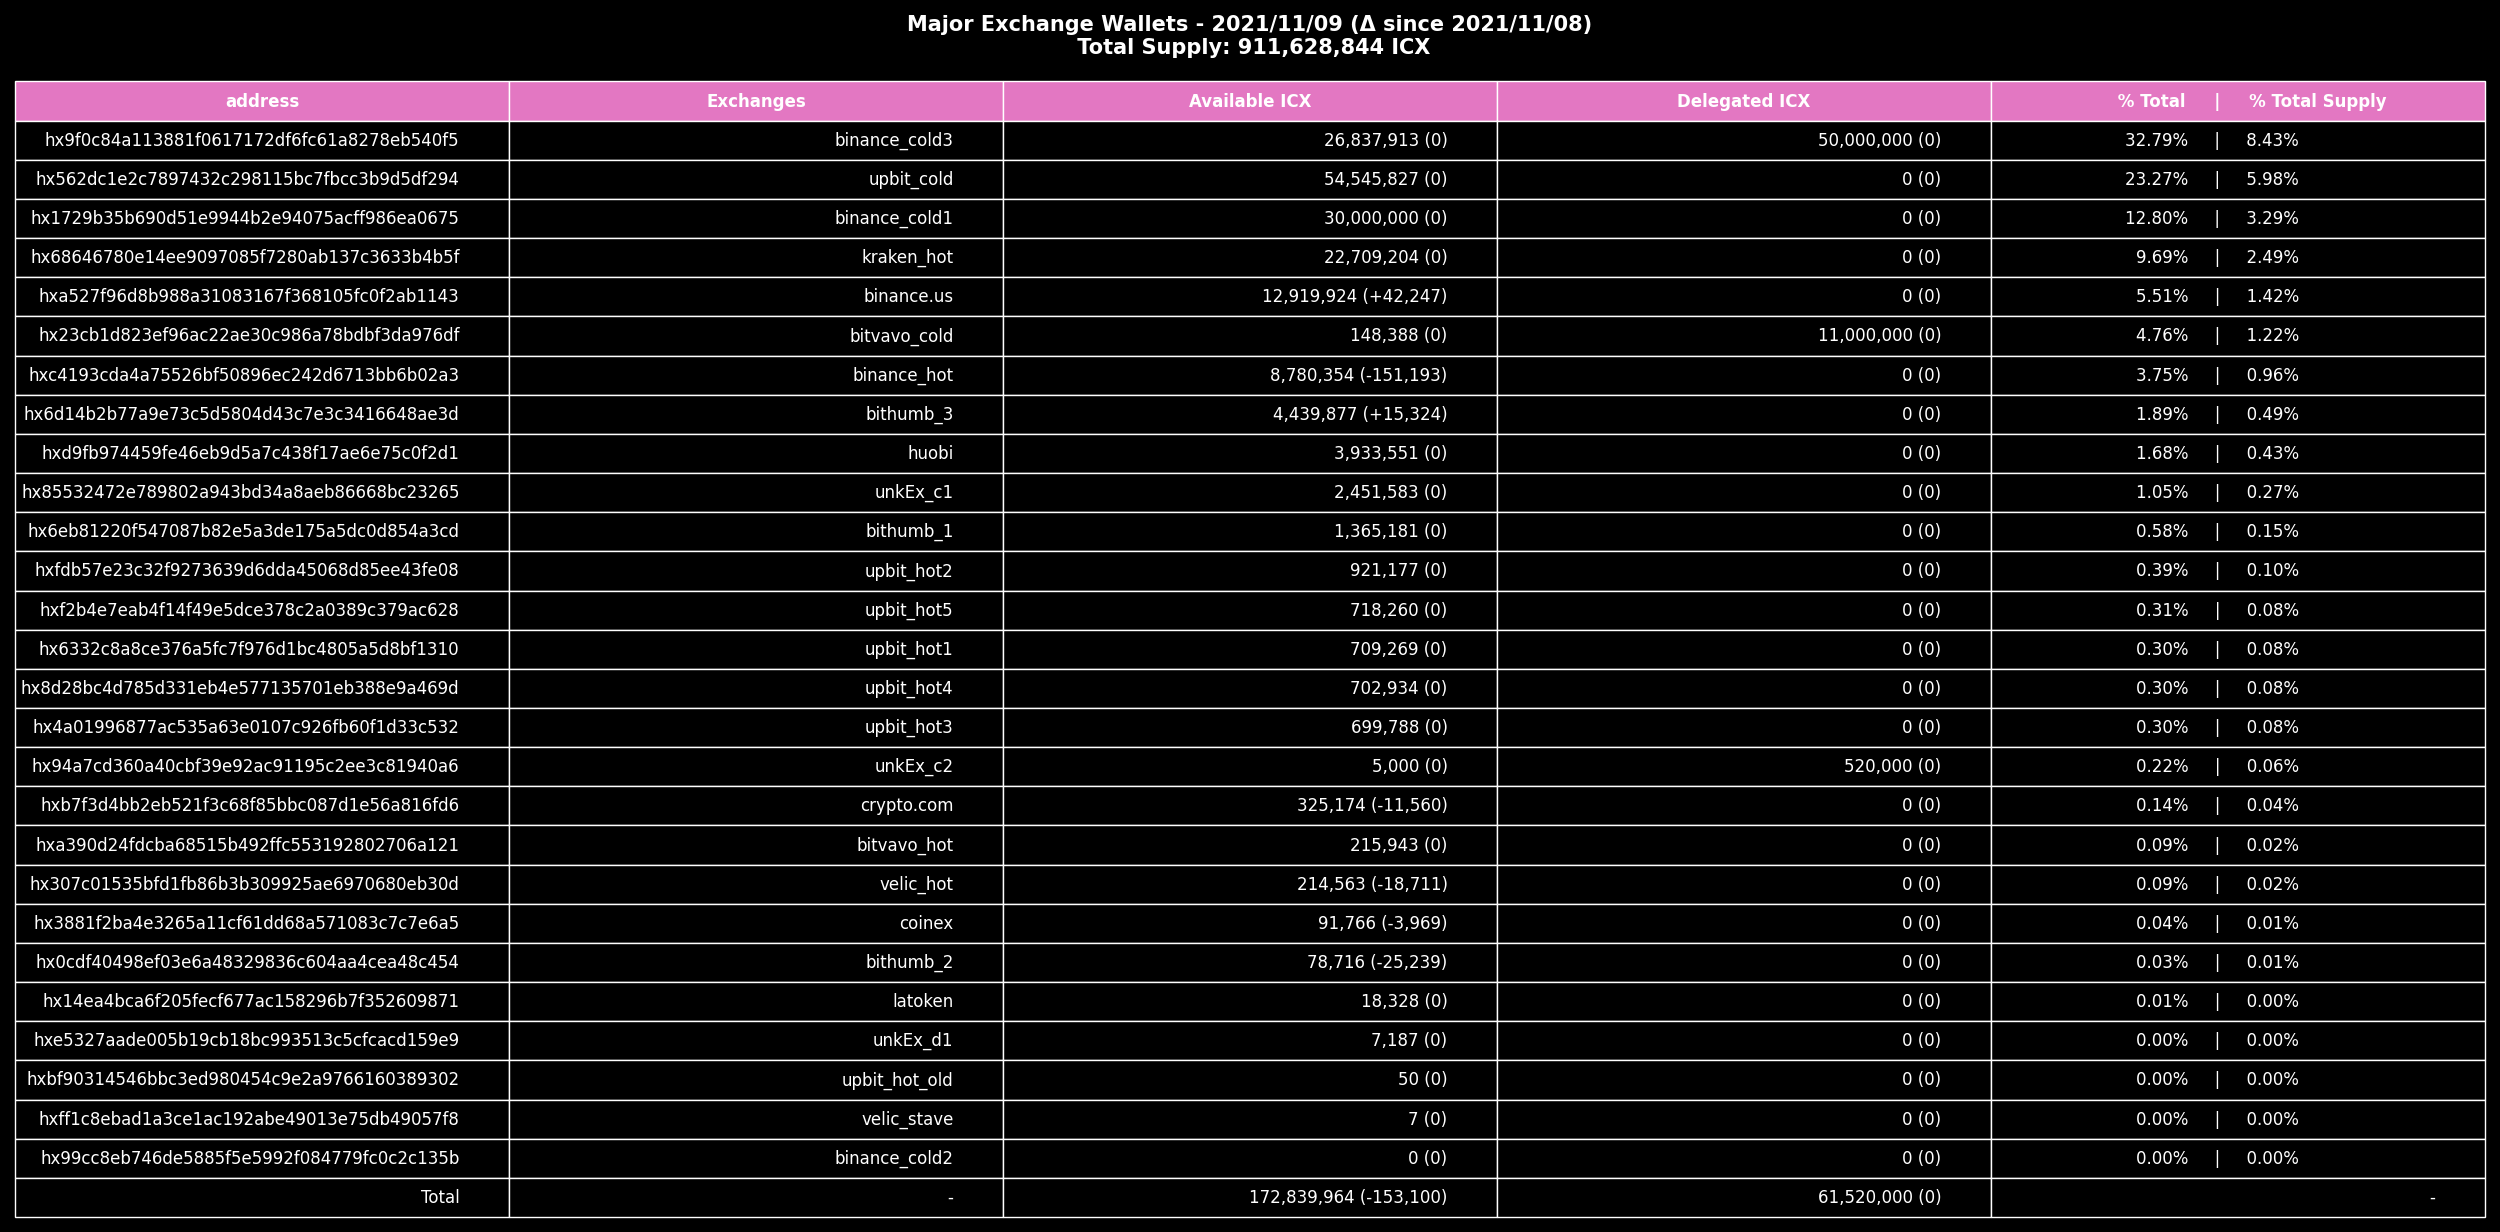 Major Exchange Wallets - 2021/11/09 (Δ since 2021/11/08)
Total Supply: 911,628,844 ICX
address Exchanges Available ICX Delegated ICX % Total | % Total Supply
hx9f0c84a113881f0617172df6fc61a8278eb540f5 binance_cold3 26,837,913 (0) 50,000,000 (0) 32.79% | 8.43%
hx562dc1e2c7897432c298115bc7fbcc3b9d5df294 upbit_cold 54,545,827 (0) 0 (0) 23.27% | 5.98%
hx1729b35b690d51e9944b2e94075acff986ea0675 binance_cold1 30,000,000 (0) 0 (0) 12.80% | 3.29%
hx68646780e14ee9097085f7280ab137c3633b4b5f kraken_hot 22,709,204 (0) 0 (0) 9.69% | 2.49%
hxa527f96d8b988a31083167f368105fc0f2ab1143 binance.us 12,919,924 (+42,247) 0 (0) 5.51% | 1.42%
hx23cb1d823ef96ac22ae30c986a78bdbf3da976df bitvavo_cold 148,388 (0) 11,000,000 (0) 4.76% | 1.22%
hxc4193cda4a75526bf50896ec242d6713bb6b02a3 binance_hot 8,780,354 (-151,193) 0 (0) 3.75% | 0.96%
hx6d14b2b77a9e73c5d5804d43c7e3c3416648ae3d bithumb_3 4,439,877 (+15,324) 0 (0) 1.89% | 0.49%
hxd9fb974459fe46eb9d5a7c438f17ae6e75c0f2d1 huobi 3,933,551 (0) 0 (0) 1.68% | 0.43%
hx85532472e789802a943bd34a8aeb86668bc23265 unkEx_c1 2,451,583 (0) 0 (0) 1.05% | 0.27%
hx6eb81220f547087b82e5a3de175a5dc0d854a3cd bithumb_1 1,365,181 (0) 0 (0) 0.58% | 0.15%
hxfdb57e23c32f9273639d6dda45068d85ee43fe08 upbit_hot2 921,177 (0) 0 (0) 0.39% | 0.10%
hxf2b4e7eab4f14f49e5dce378c2a0389c379ac628 upbit_hot5 718,260 (0) 0 (0) 0.31% | 0.08%
hx6332c8a8ce376a5fc7f976d1bc4805a5d8bf1310 upbit_hot1 709,269 (0) 0 (0) 0.30% | 0.08%
hx8d28bc4d785d331eb4e577135701eb388e9a469d upbit_hot4 702,934 (0) 0 (0) 0.30% | 0.08%
hx4a01996877ac535a63e0107c926fb60f1d33c532 upbit_hot3 699,788 (0) 0 (0) 0.30% | 0.08%
hx94a7cd360a40cbf39e92ac91195c2ee3c81940a6 unkEx_c2 5,000 (0) 520,000 (0) 0.22% | 0.06%
hxb7f3d4bb2eb521f3c68f85bbc087d1e56a816fd6 crypto.com 325,174 (-11,560) 0 (0) 0.14% | 0.04%
hxa390d24fdcba68515b492ffc553192802706a121 bitvavo_hot 215,943 (0) 0 (0) 0.09% | 0.02%
hx307c01535bfd1fb86b3b309925ae6970680eb30d velic_hot 214,563 (-18,711) 0 (0) 0.09% | 0.02%
hx3881f2ba4e3265a11cf61dd68a571083c7c7e6a5 coinex 91,766 (-3,969) 0 (0) 0.04% | 0.01%
hx0cdf40498ef03e6a48329836c604aa4cea48c454 bithumb_2 78,716 (-25,239) 0 (0) 0.03% | 0.01%
hx14ea4bca6f205fecf677ac158296b7f352609871 latoken 18,328 (0) 0 (0) 0.01% | 0.00%
hxe5327aade005b19cb18bc993513c5cfcacd159e9 unkEx_d1 7,187 (0) 0 (0) 0.00% | 0.00%
hxbf90314546bbc3ed980454c9e2a9766160389302 upbit_hot_old 50 (0) 0 (0) 0.00% | 0.00%
hxff1c8ebad1a3ce1ac192abe49013e75db49057f8 velic_stave 7 (0) 0 (0) 0.00% | 0.00%
hx99cc8eb746de5885f5e5992f084779fc0c2c135b binance_cold2 0 (0) 0 (0) 0.00% | 0.00%
Total - 172,839,964 (-153,100) 61,520,000 (0) -